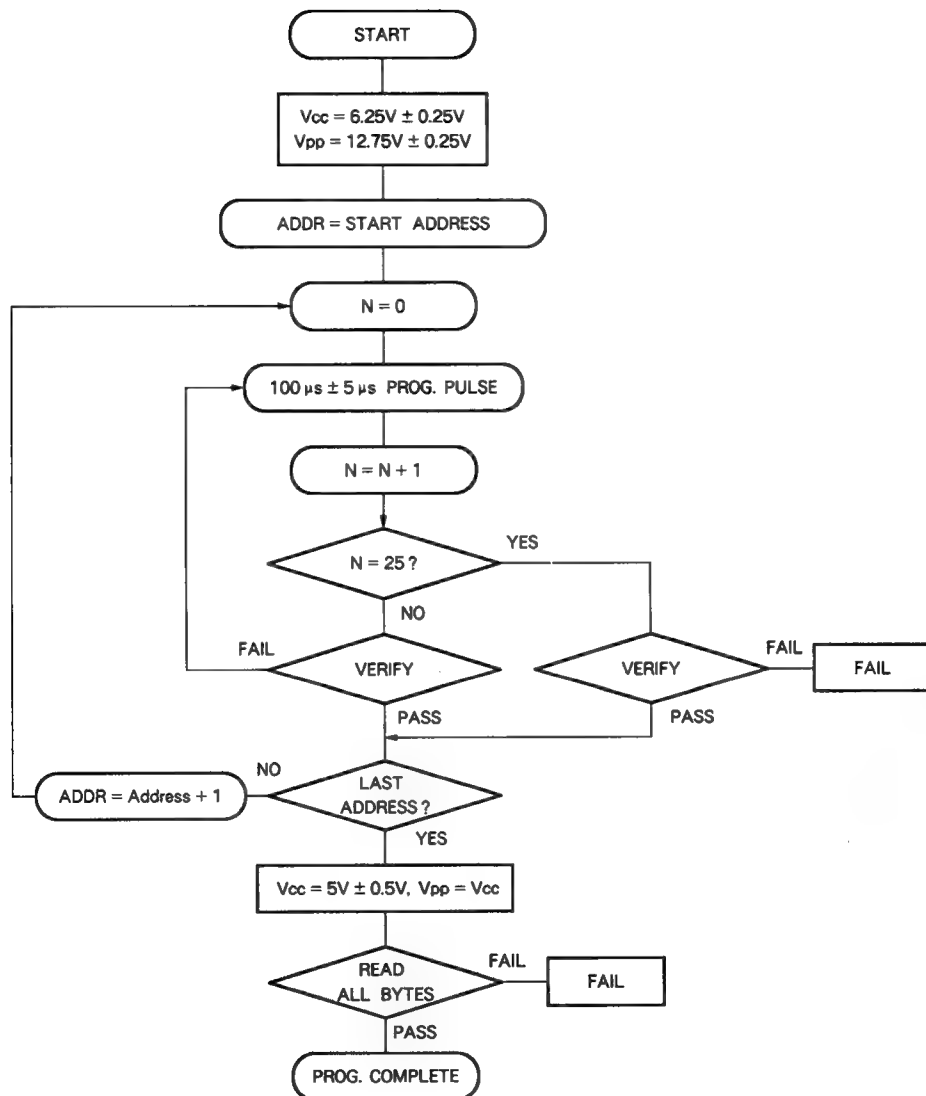 START
Vcc = 6.25V ± 0.25V
Vpp = 12.75V ± 0.25V
ADDR = START ADDRESS
N = 0
100 μs ± 5 μs PROG. PULSE
N = N + 1
N = 25 ?
YES
NO
FAIL
VERIFY
VERIFY
FAIL
FAIL
PASS
PASS
NO
LAST
ADDRESS ?
ADDR = Address + 1
YES
Vcc = 5V ± 0.5V, Vpp = Vcc
READ
ALL BYTES
FAIL
FAIL
PASS
PROG. COMPLETE